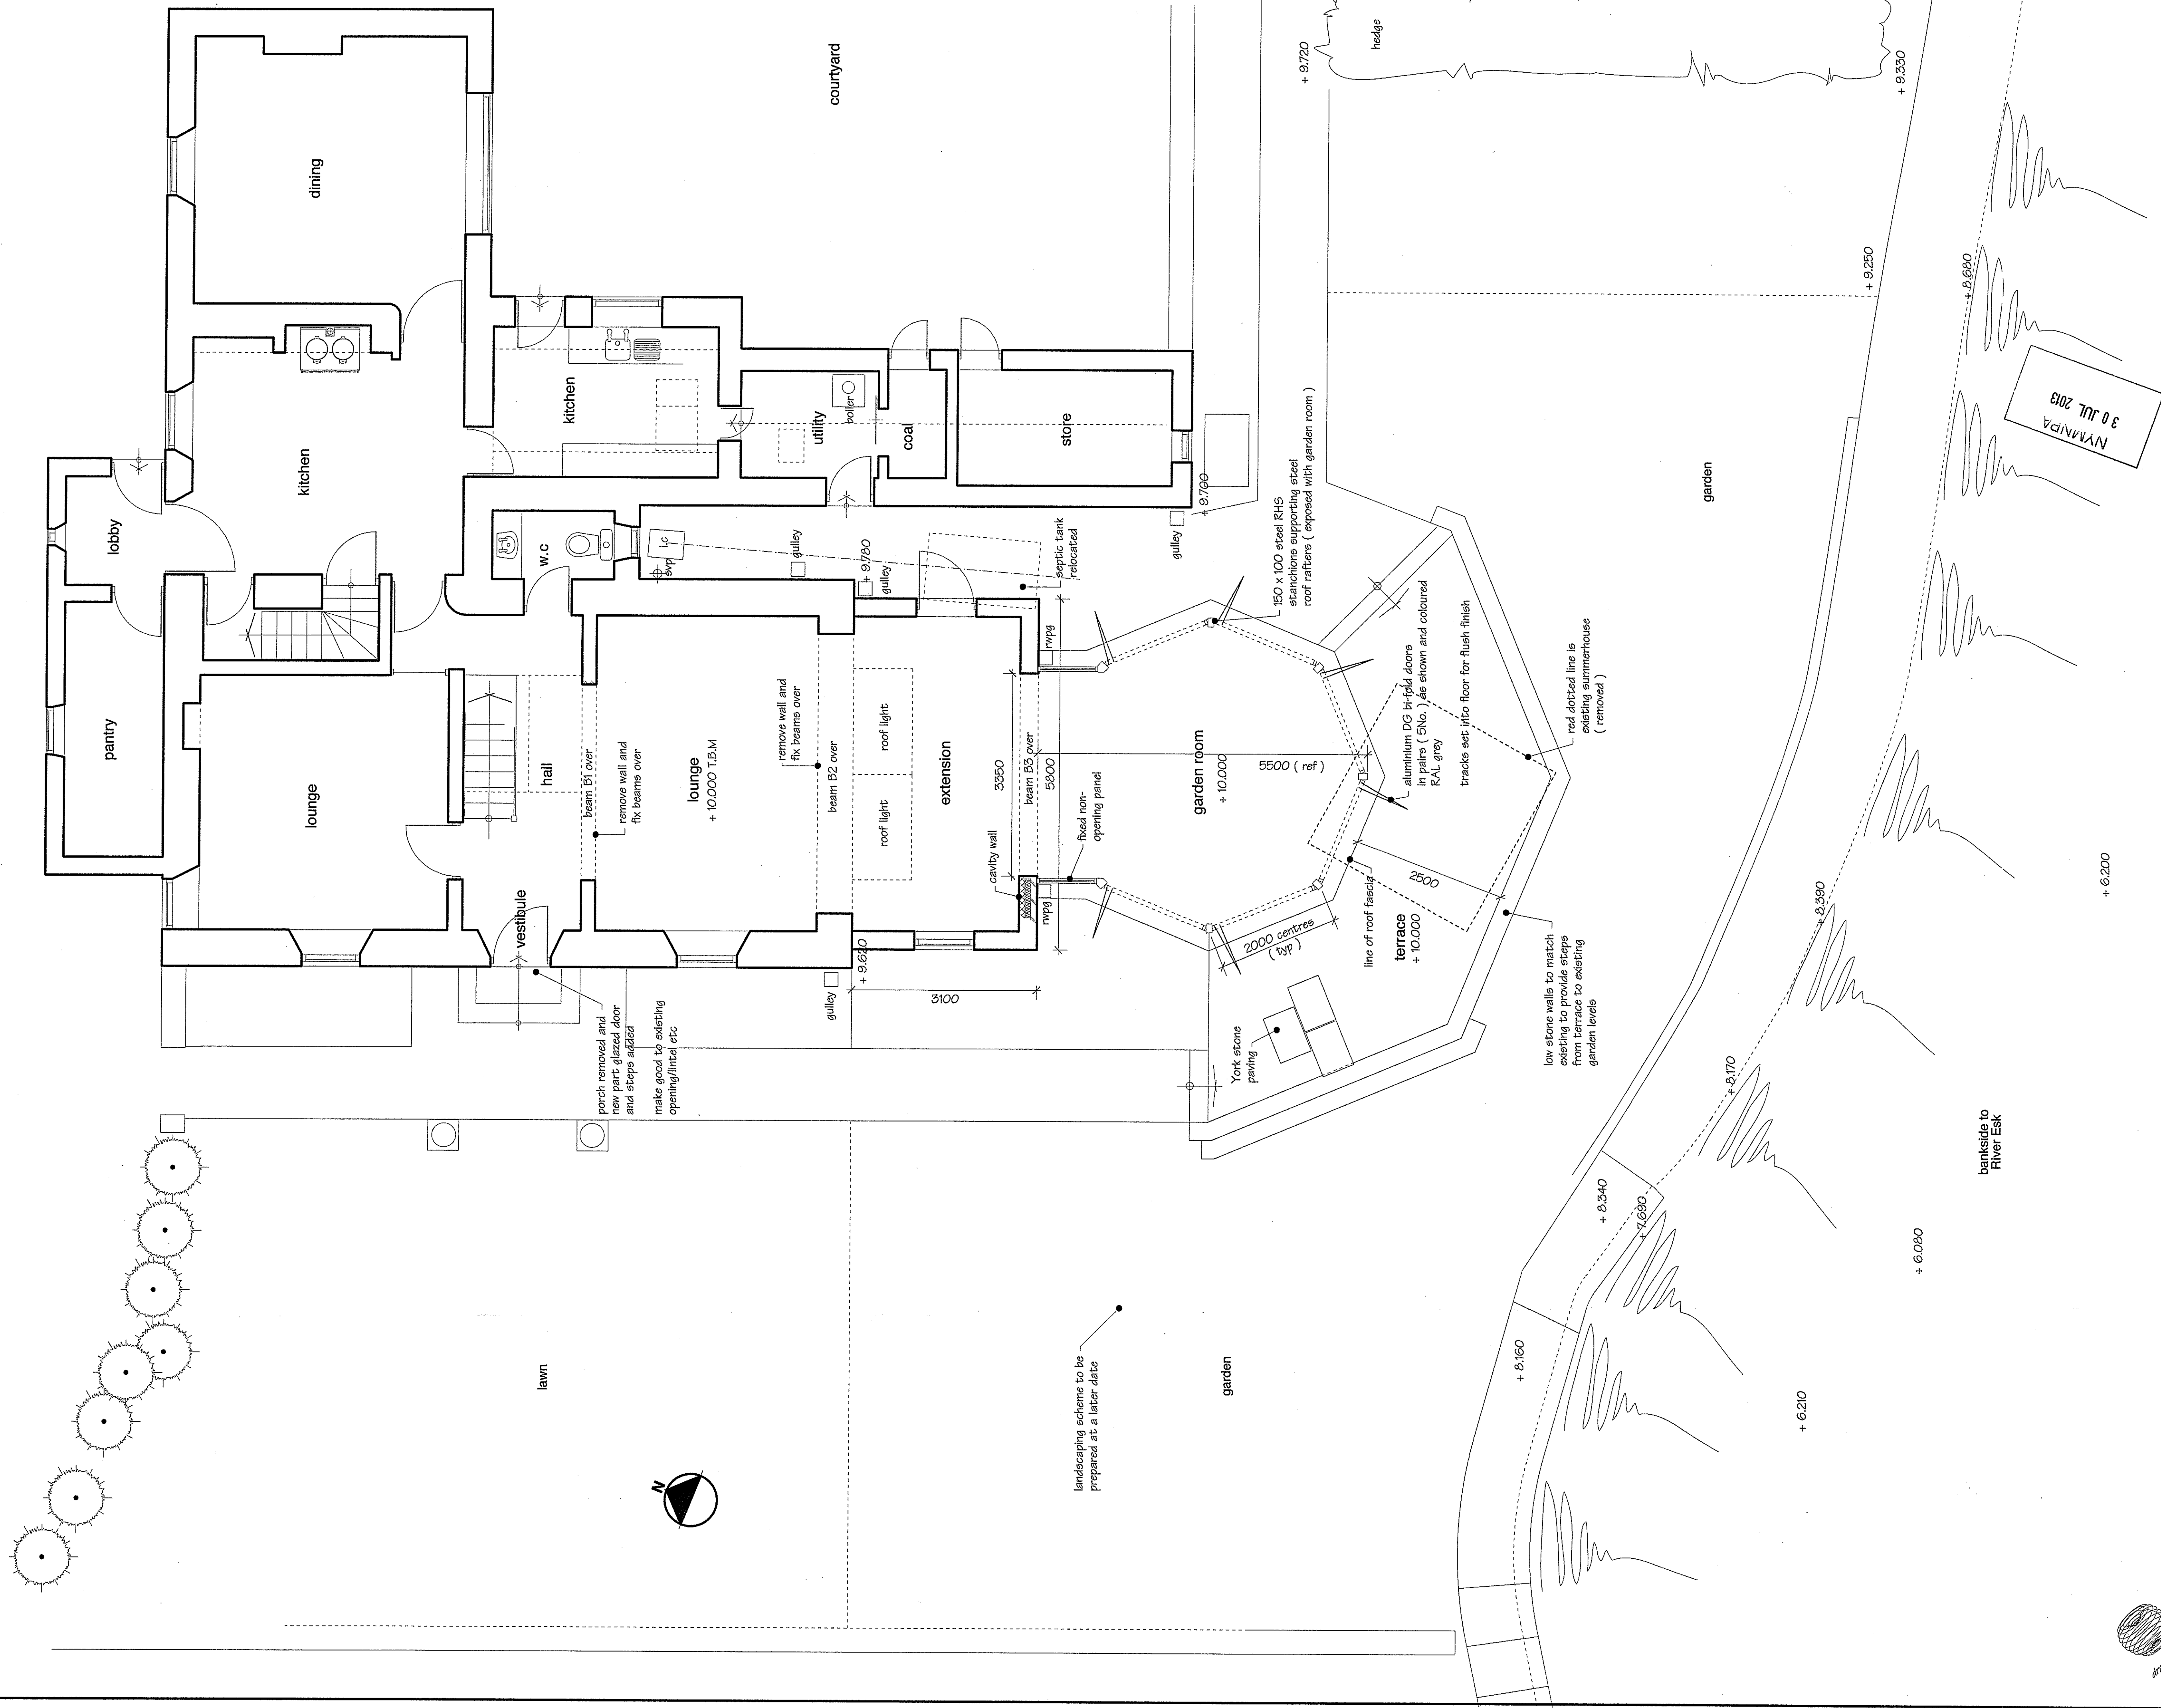 courtyard
hedge
+ 9.720
+ 9.330
dining
kitchen
lobby
pantry
lounge
hall
vestibule
kitchen
utility
boiler
coal
store
w.c
i.c
svp
gulley
+ 9.780
gulley
septic tank
relocated
gulley
+ 9.700
150 x 100 steel RHS
stanchions supporting steel
roof rafters ( exposed with garden room )
beam B1 over
remove wall and
fix beams over
lounge
+ 10.000 T.B.M
remove wall and
fix beams over
beam B2 over
roof light
roof light
extension
3350
beam B3 over
5800
cavity wall
fixed non-
opening panel
rwpg
rwpg
garden room
+ 10.000
5500 ( ref )
aluminium DG bi-fold doors
in pairs ( 5No. ) as shown and coloured
RAL grey
tracks set into floor for flush finish
red dotted line is
existing summerhouse
( removed )
2500
2000 centres
( typ )
line of roof fascia
terrace
+ 10.000
low stone walls to match
existing to provide steps
from terrace to existing
garden levels
York stone
paving
gulley
+ 9.620
3100
porch removed and
new part glazed door
and steps added
make good to existing
opening/lintel etc
lawn
N
landscaping scheme to be
prepared at a later date
garden
garden
+ 9.250
+ 8.680
NYMNPA
30 JUL 2013
+ 6.200
+ 8.390
+ 8.170
bankside to
River Esk
+ 8.340
+ 7.690
+ 6.080
+ 8.160
+ 6.210